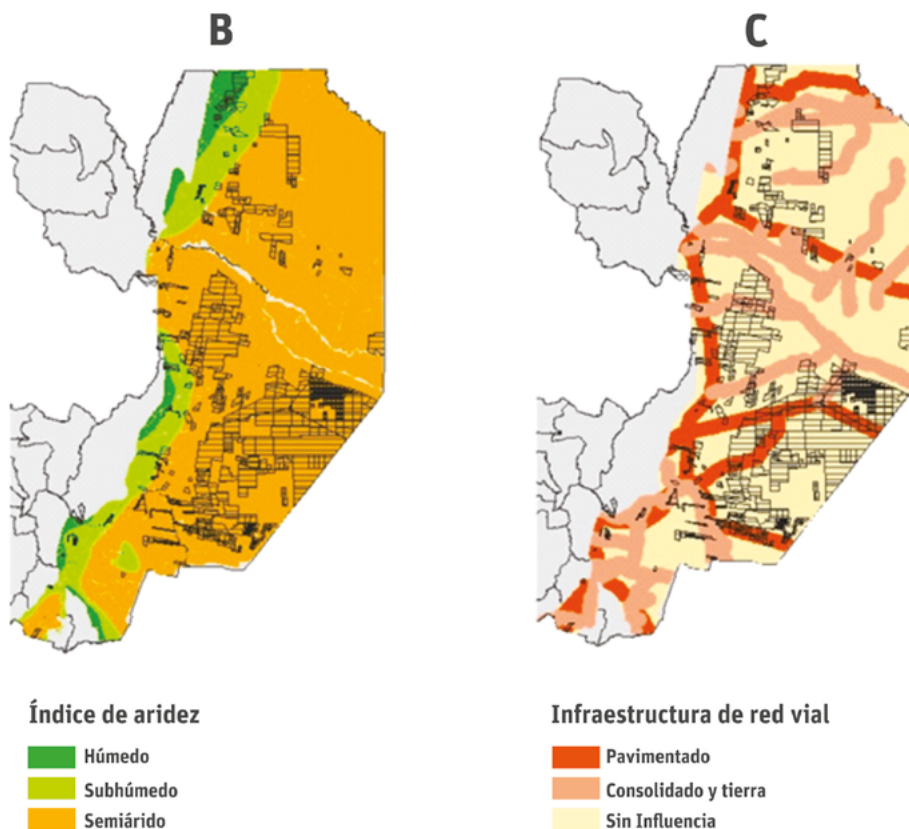 B
C
Índice de aridez
Húmedo
Subhúmedo
Semiárido
Infraestructura de red vial
Pavimentado
Consolidado y tierra
Sin Influencia